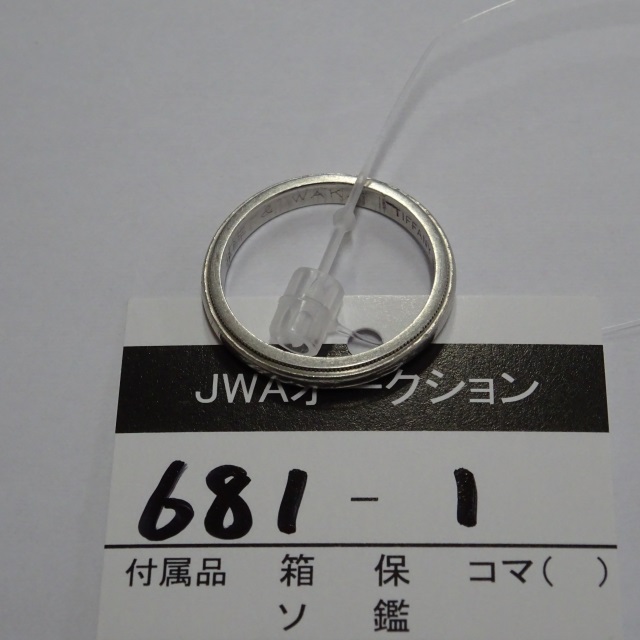 TIFFAN
JWAオークション
681-1
付属品 箱 保 コマ( )
ソ 鑑